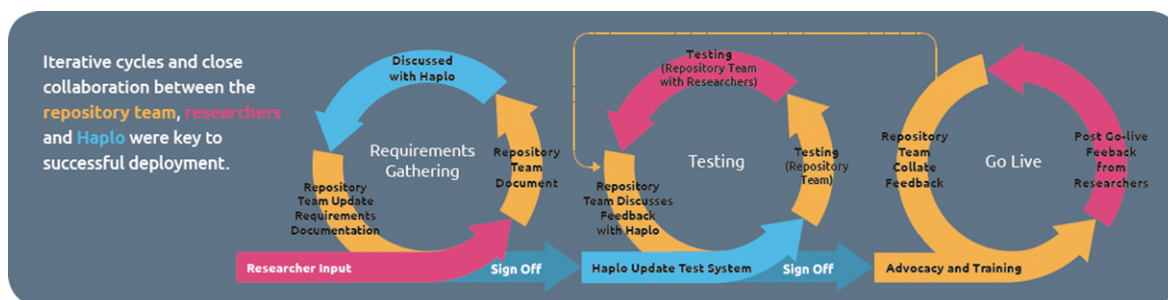 Iterative cycles and close
collaboration between the
repository team, researchers
and Haplo were key to
successful deployment.
Discussed
with Haplo
Requirements
Gathering
Repository
Team
Document
Repository
Team Update
Requirements
Documentation
Researcher Input
Sign Off
Testing
(Repository Team
with Researchers)
Testing
Testing
(Repository
Team)
Repository
Team Discusses
Feedback
with Haplo
Haplo Update Test System
Sign Off
Repository
Team
Collate
Feedback
Go Live
Post Go-live
Feeback
from
Researchers
Advocacy and Training